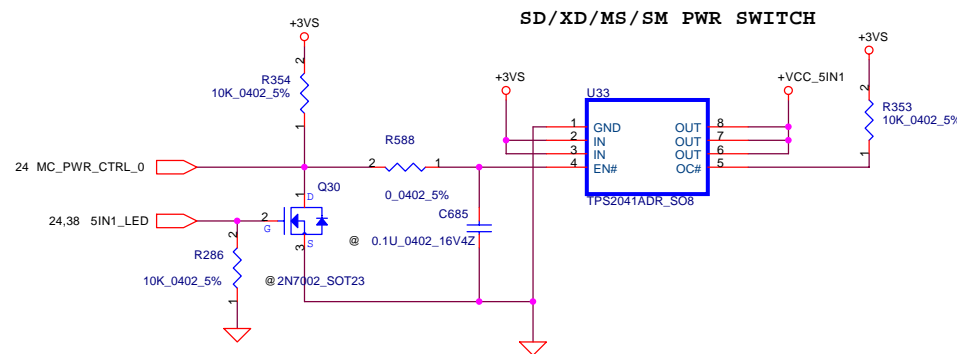 SD/XD/MS/SM PWR SWITCH
+3VS
+3VS
+3VS
+VCC_5IN1
2
R354
10K_0402_5%
1
U33
1 GND OUT 8
2 IN OUT 7
3 IN OUT 6
4 EN# OC# 5
TPS2041ADR_SO8
2
R353
10K_0402_5%
1
24 MC_PWR_CTRL_0
R588
2 1
0_0402_5%
1
D
Q30
24,38 5IN1_LED
2
G
S
3
@2N7002_SOT23
C685
@ 0.1U_0402_16V4Z
2
R286
10K_0402_5%
1